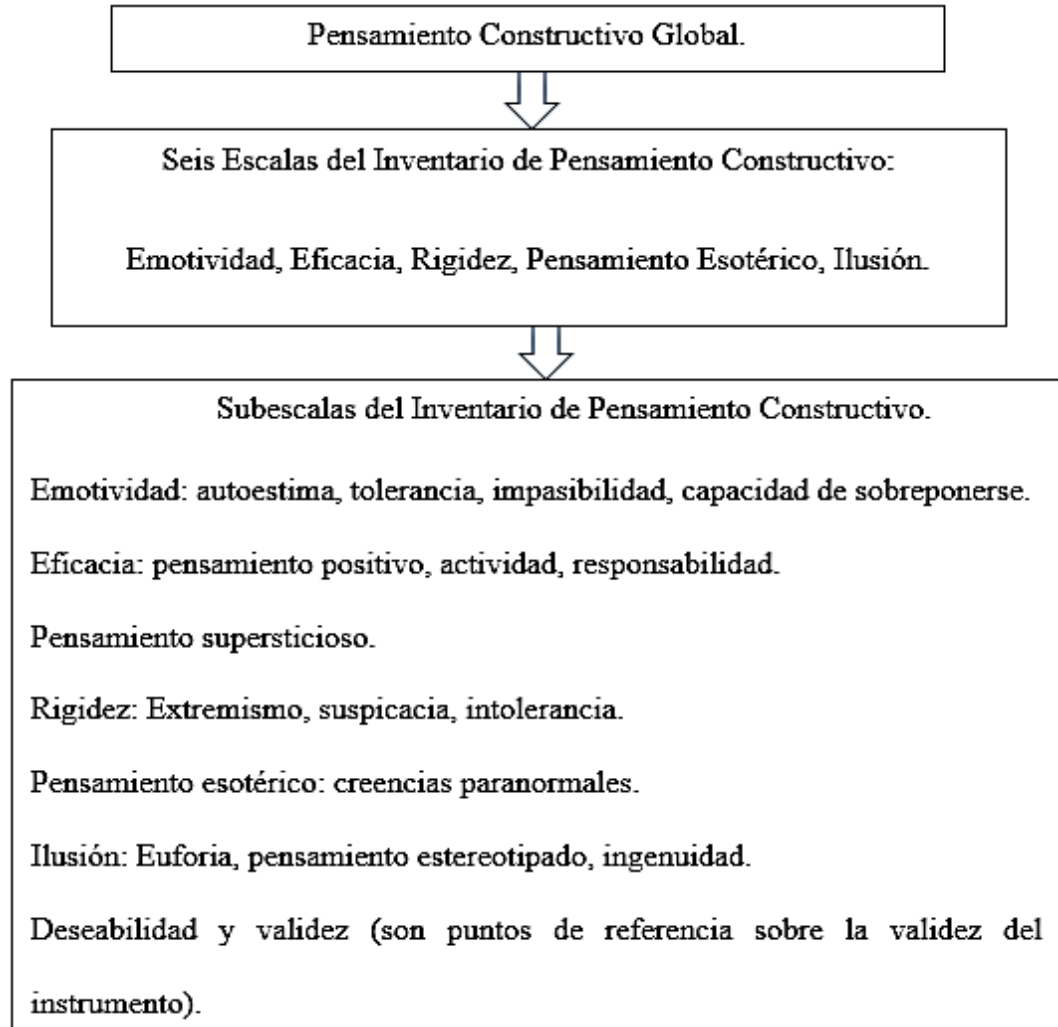 Pensamiento Constructivo Global.
Seis Escalas del Inventario de Pensamiento Constructivo:
Emotividad, Eficacia, Rigidez, Pensamiento Esotérico, Ilusión.
Subescalas del Inventario de Pensamiento Constructivo.
Emotividad: autoestima, tolerancia, impasibilidad, capacidad de sobreponerse.
Eficacia: pensamiento positivo, actividad, responsabilidad.
Pensamiento supersticioso.
Rigidez: Extremismo, suspicacia, intolerancia.
Pensamiento esotérico: creencias paranormales.
Ilusión: Euforia, pensamiento estereotipado, ingenuidad.
Deseabilidad y validez (son puntos de referencia sobre la validez del
instrumento).